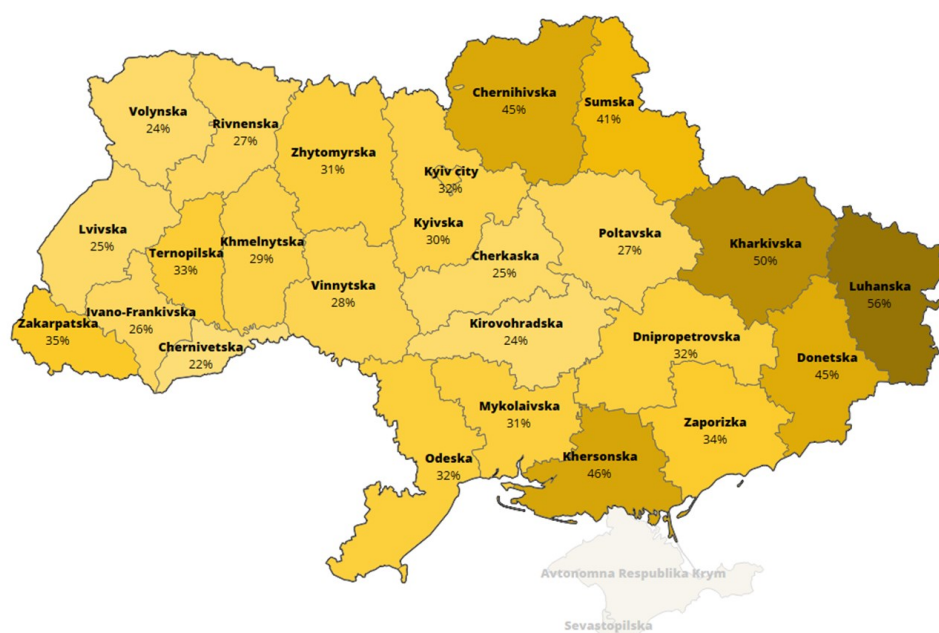 Chernihivska
45%
Sumska
41%
Volynska
24%
Rivnenska
27%
Zhytomyrska
31%
Kyiv city
32%
Kyivska
30%
Lvivska
25%
Ternopilska
33%
Khmelnytska
29%
Vinnytska
28%
Cherkaska
25%
Poltavska
27%
Kharkivska
50%
Luhanska
56%
Zakarpatska
35%
Ivano-Frankivska
26%
Chernivetska
22%
Kirovohradska
24%
Dnipropetrovska
32%
Donetska
45%
Odeska
32%
Mykolaivska
31%
Khersonska
46%
Zaporizka
34%
Avtonomna Respublika Krym
Sevastopilska